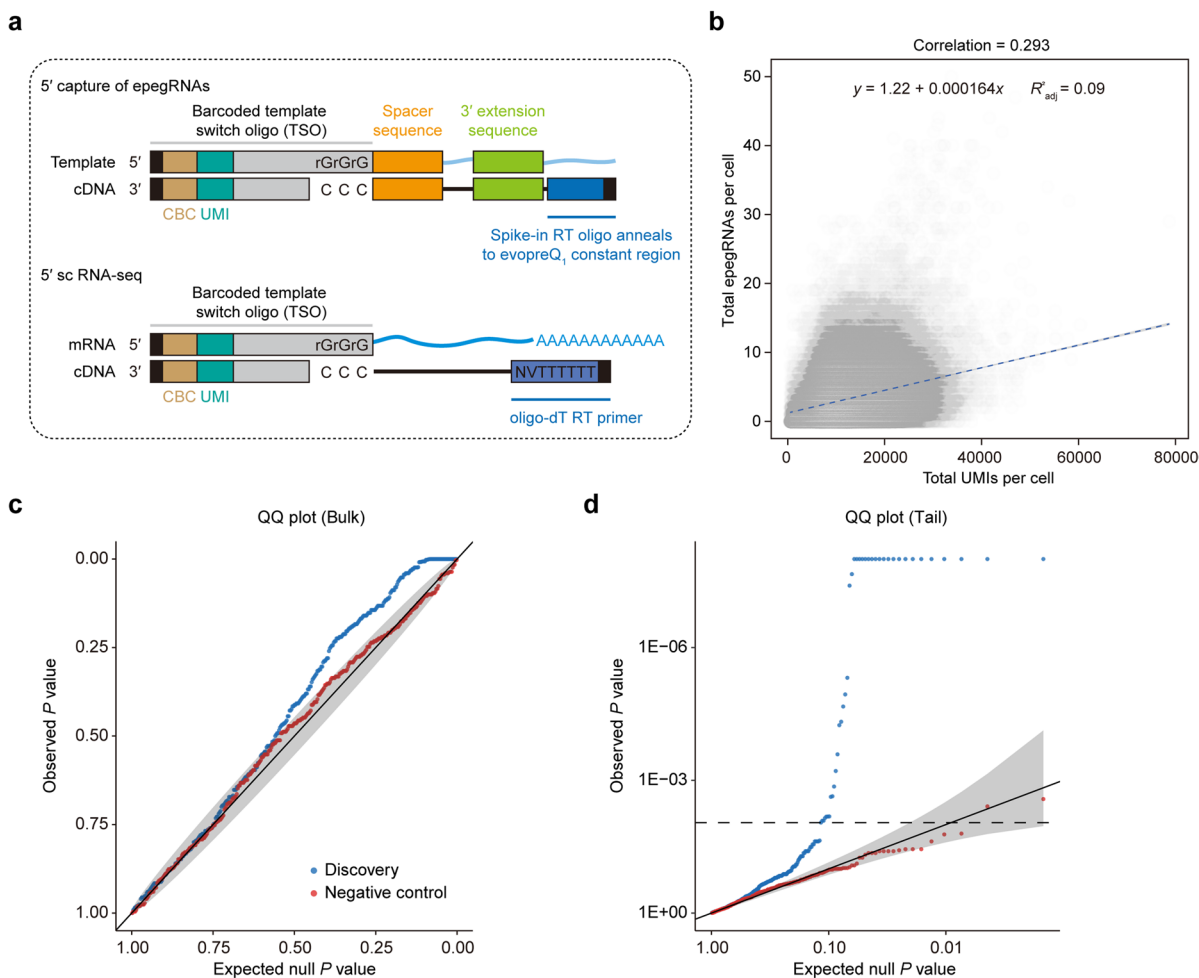 a
5′ capture of epegRNAs
Barcoded template
switch oligo (TSO)
Spacer
sequence
3′ extension
sequence
Template 5′ rGrGrG
cDNA 3′ C C C
CBC UMI
Spike-in RT oligo anneals
to evopreQ1 constant region
5′ sc RNA-seq
Barcoded template
switch oligo (TSO)
mRNA 5′ rGrGrG AAAAAAAAAAAA
cDNA 3′ C C C NVTTTTTT
CBC UMI
oligo-dT RT primer
b
Correlation = 0.293
y = 1.22 + 0.000164x R²adj = 0.09
Total epegRNAs per cell
50
40
30
20
10
0
0 20000 40000 60000 80000
Total UMIs per cell
c
QQ plot (Bulk)
Observed P value
0.00
0.25
0.50
0.75
1.00
Discovery
Negative control
1.00 0.75 0.50 0.25 0.00
Expected null P value
d
QQ plot (Tail)
Observed P value
1E−06
1E−03
1E+00
1.00 0.10 0.01
Expected null P value